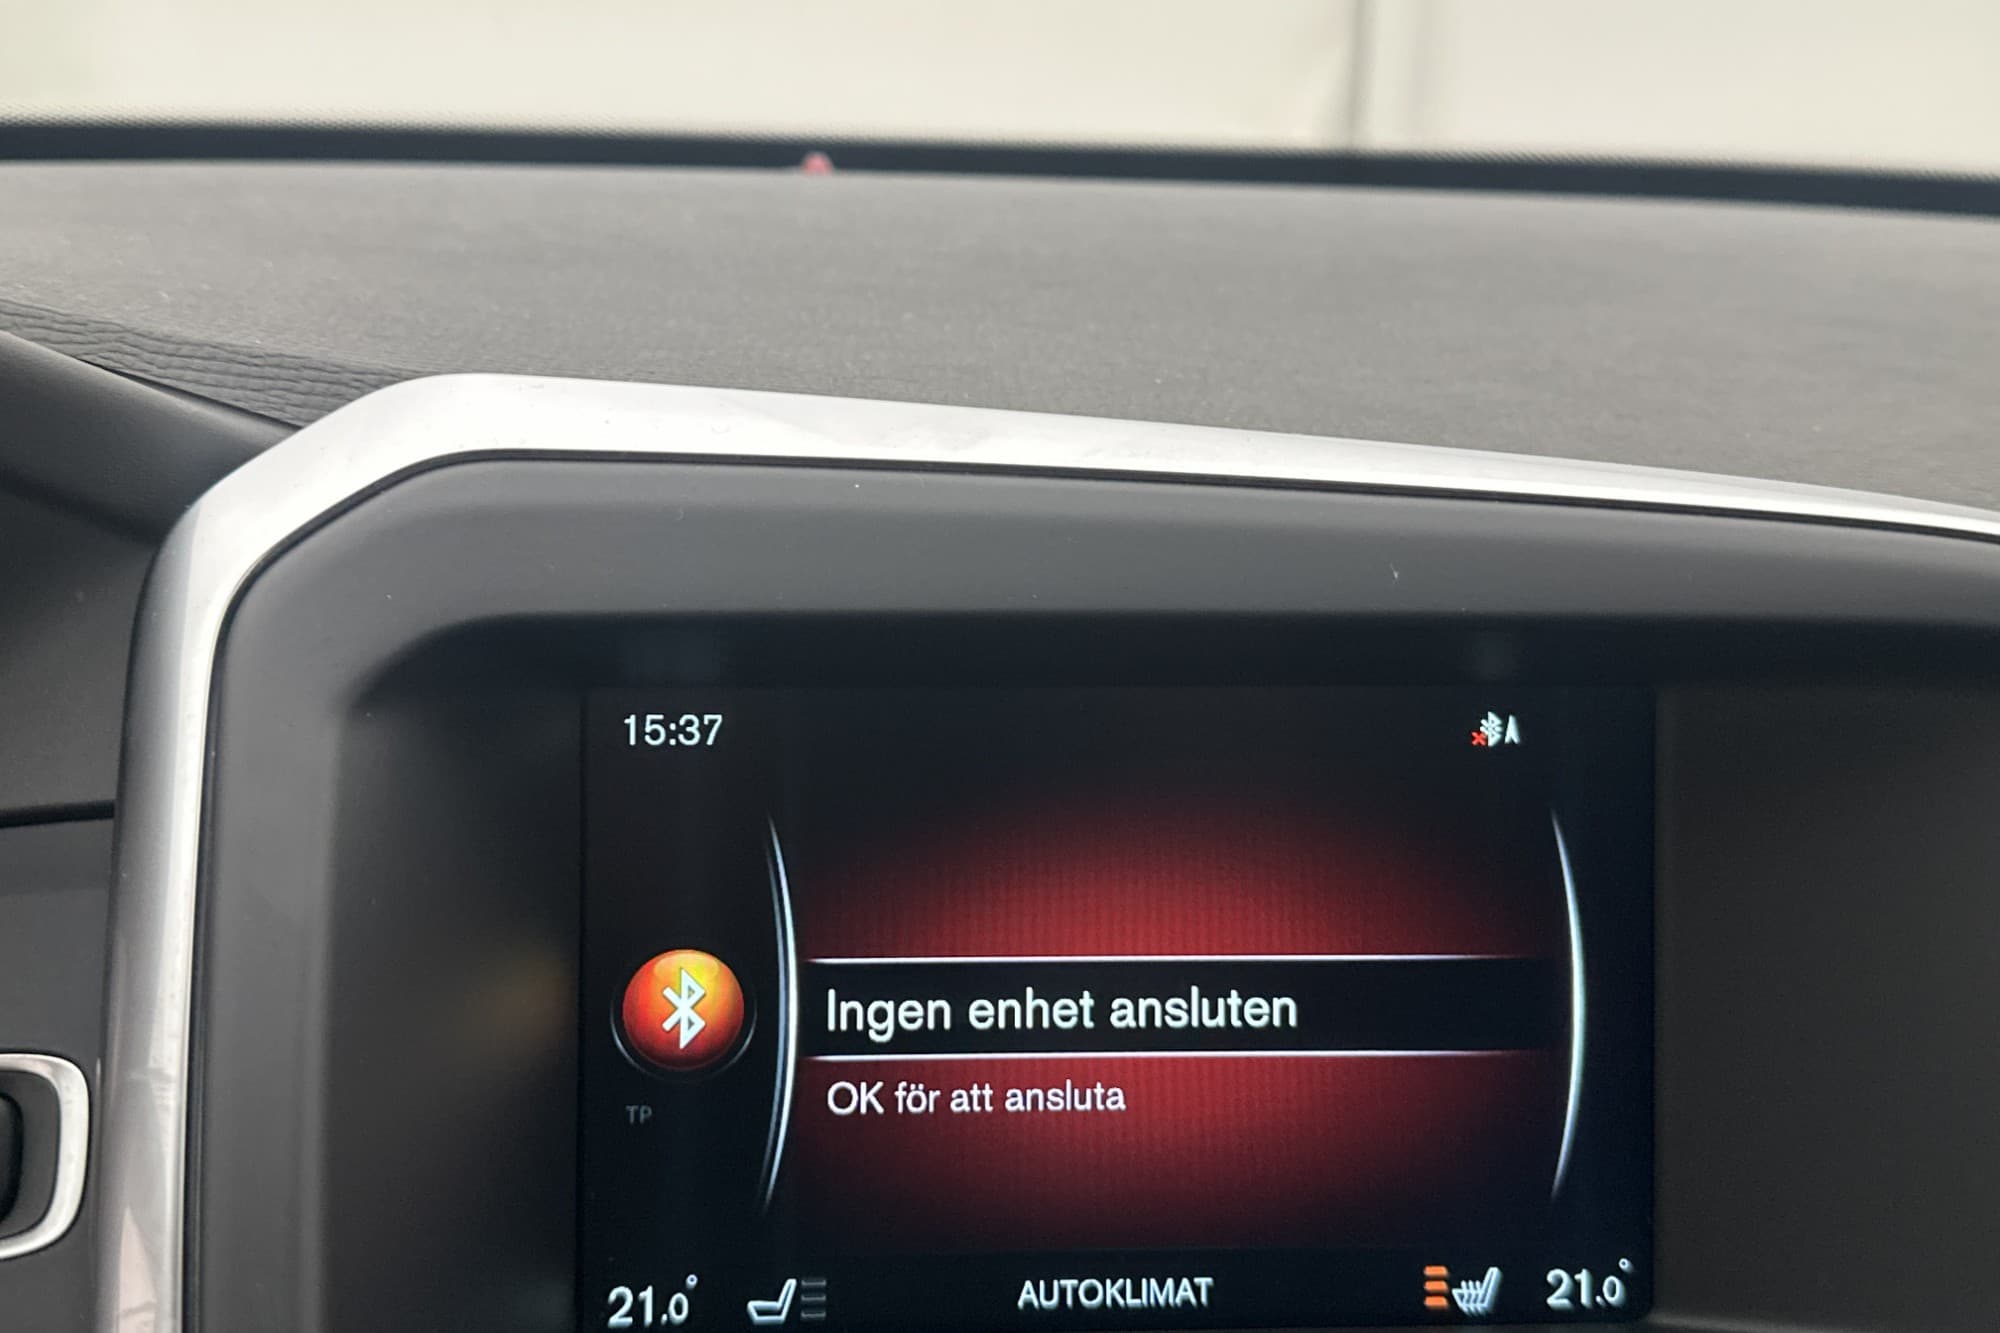 15:37
Ingen enhet ansluten
OK för att ansluta
TP
21.0°
AUTOKLIMAT
21.0°